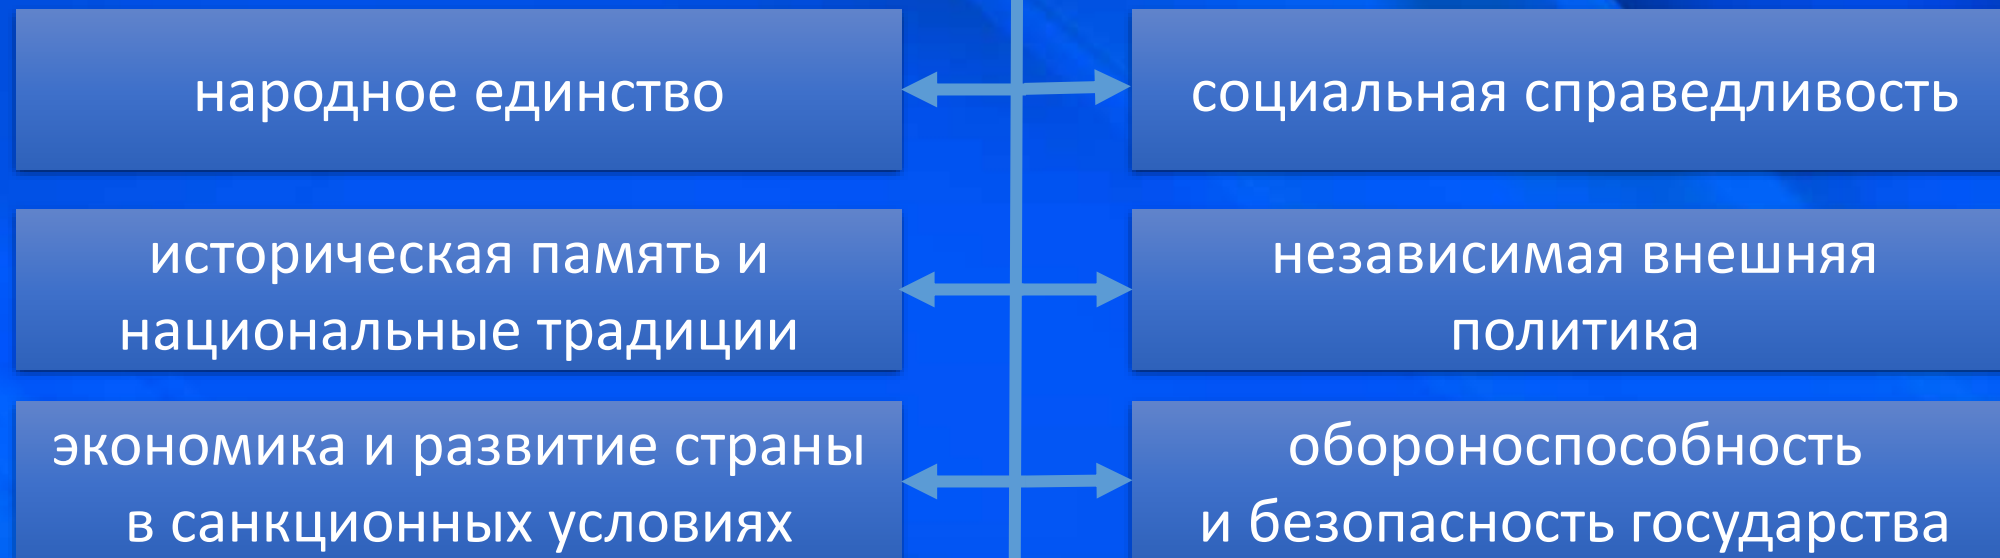 народное единство
социальная справедливость
историческая память и
национальные традиции
независимая внешняя
политика
экономика и развитие страны
в санкционных условиях
обороноспособность
и безопасность государства